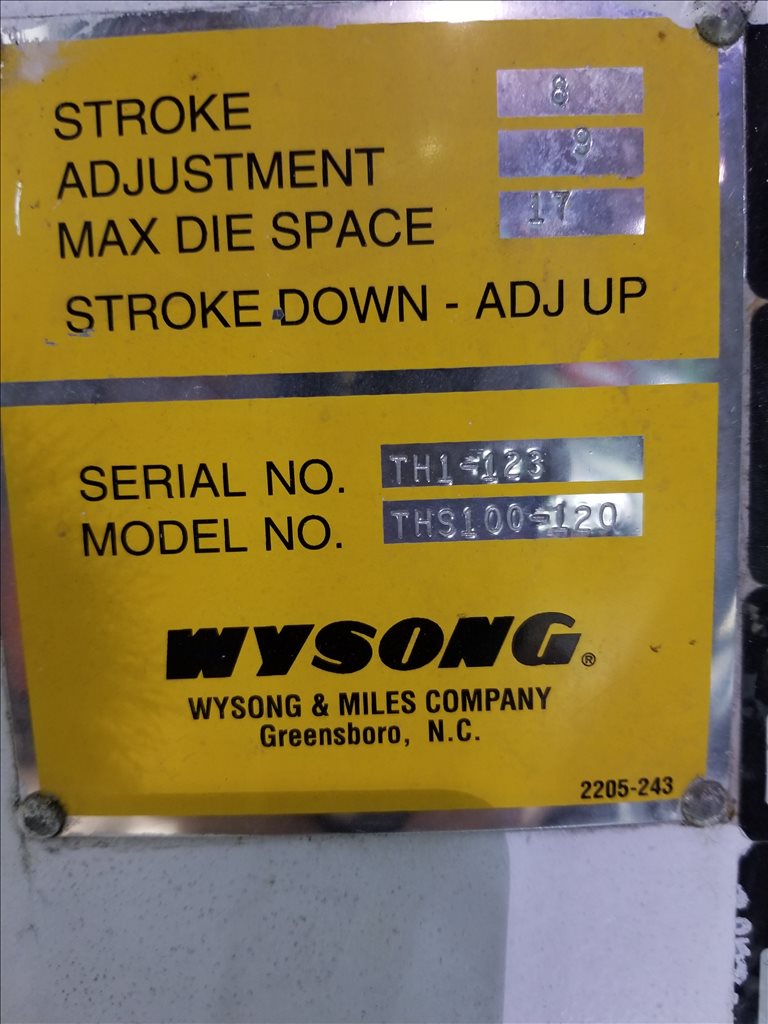 STROKE 8
ADJUSTMENT 9
MAX DIE SPACE 17
STROKE DOWN - ADJ UP
SERIAL NO. TH1-123
MODEL NO. THS100-120
WYSONG®
WYSONG & MILES COMPANY
Greensboro, N.C.
2205-243